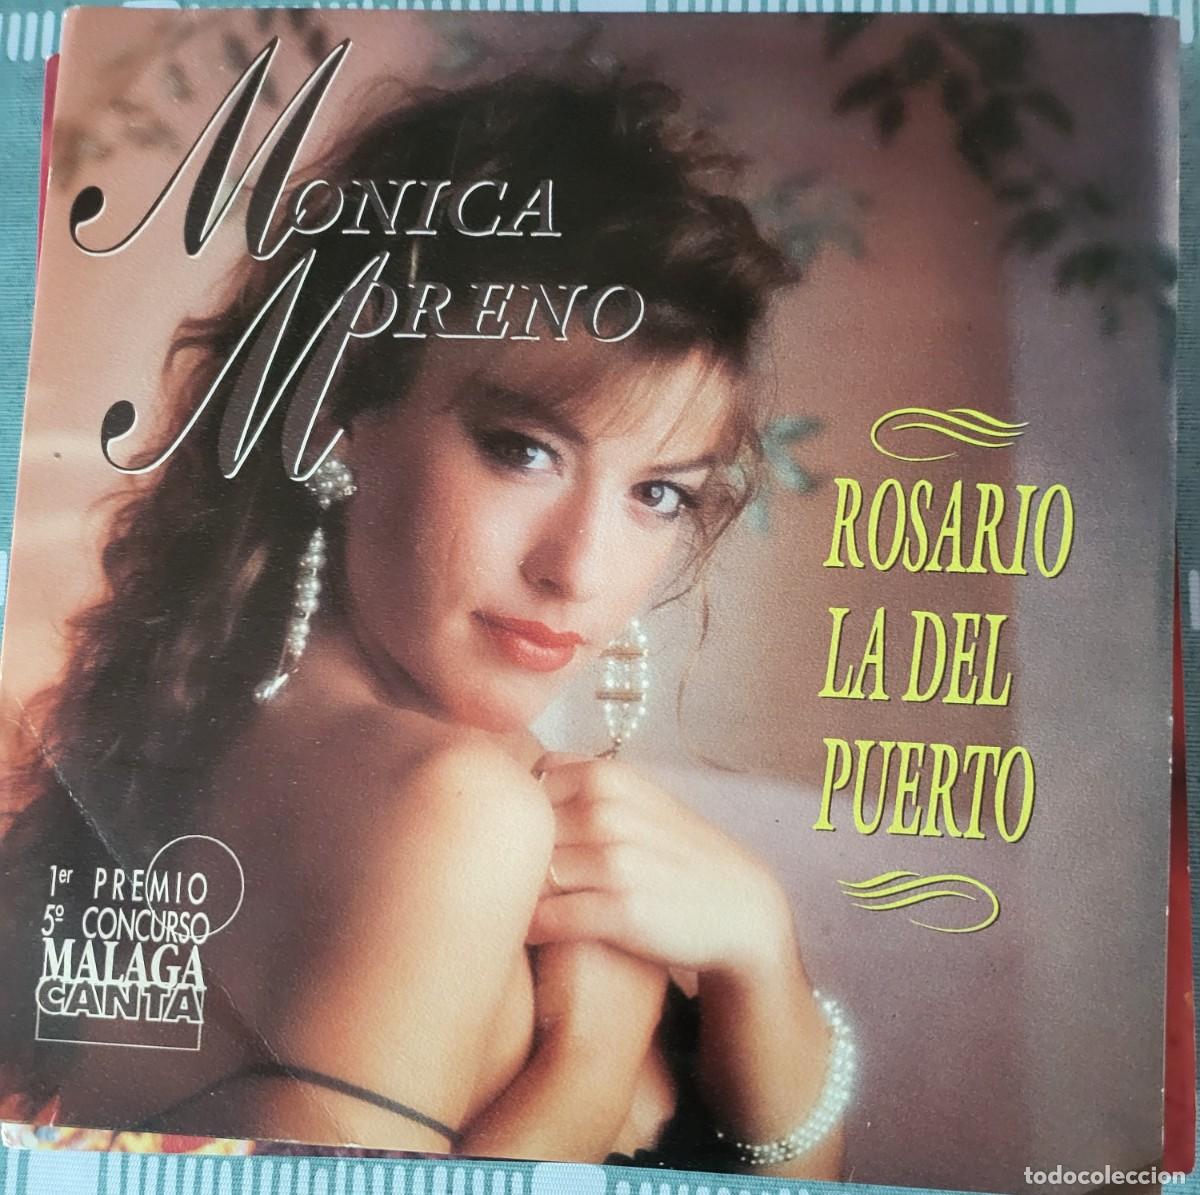 MONICA
MORENO
ROSARIO
LA DEL
PUERTO
1er PREMIO
5º CONCURSO
MALAGA
CANTA
todocoleccion